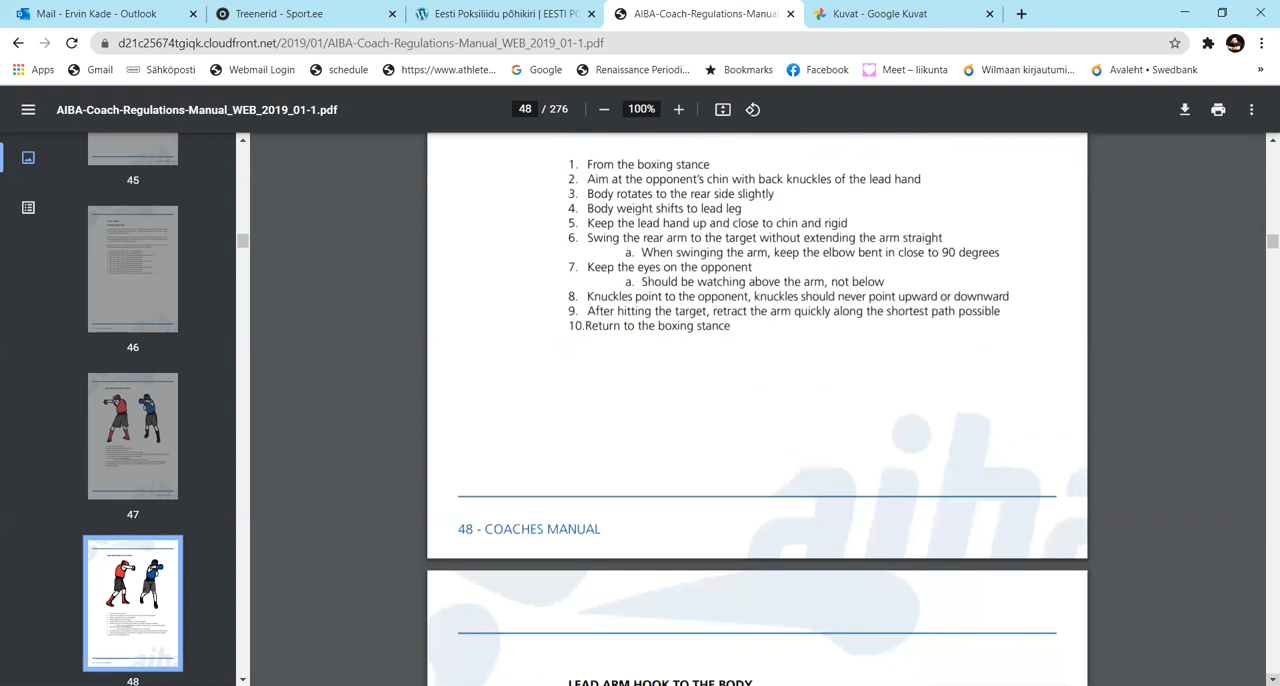 Mail - Ervin Kade - Outlook
Treenerid - Sport.ee
Eesti Poksiliidu põhikiri | EESTI PO
AIBA-Coach-Regulations-Manual
Kuvat - Google Kuvat
d21c25674tgiqk.cloudfront.net/2019/01/AIBA-Coach-Regulations-Manual_WEB_2019_01-1.pdf
Apps
Gmail
Sähköposti
Webmail Login
schedule
https://www.athlete...
Google
Renaissance Periodi...
Bookmarks
Facebook
Meet – liikunta
Wilmaan kirjautumi...
Avaleht • Swedbank
»
AIBA-Coach-Regulations-Manual_WEB_2019_01-1.pdf
48 / 276
100%
45
46
47
48
1. From the boxing stance
2. Aim at the opponent's chin with back knuckles of the lead hand
3. Body rotates to the rear side slightly
4. Body weight shifts to lead leg
5. Keep the lead hand up and close to chin and rigid
6. Swing the rear arm to the target without extending the arm straight
a. When swinging the arm, keep the elbow bent in close to 90 degrees
7. Keep the eyes on the opponent
a. Should be watching above the arm, not below
8. Knuckles point to the opponent, knuckles should never point upward or downward
9. After hitting the target, retract the arm quickly along the shortest path possible
10.Return to the boxing stance
aiba
48 - COACHES MANUAL
LEAD ARM HOOK TO THE BODY